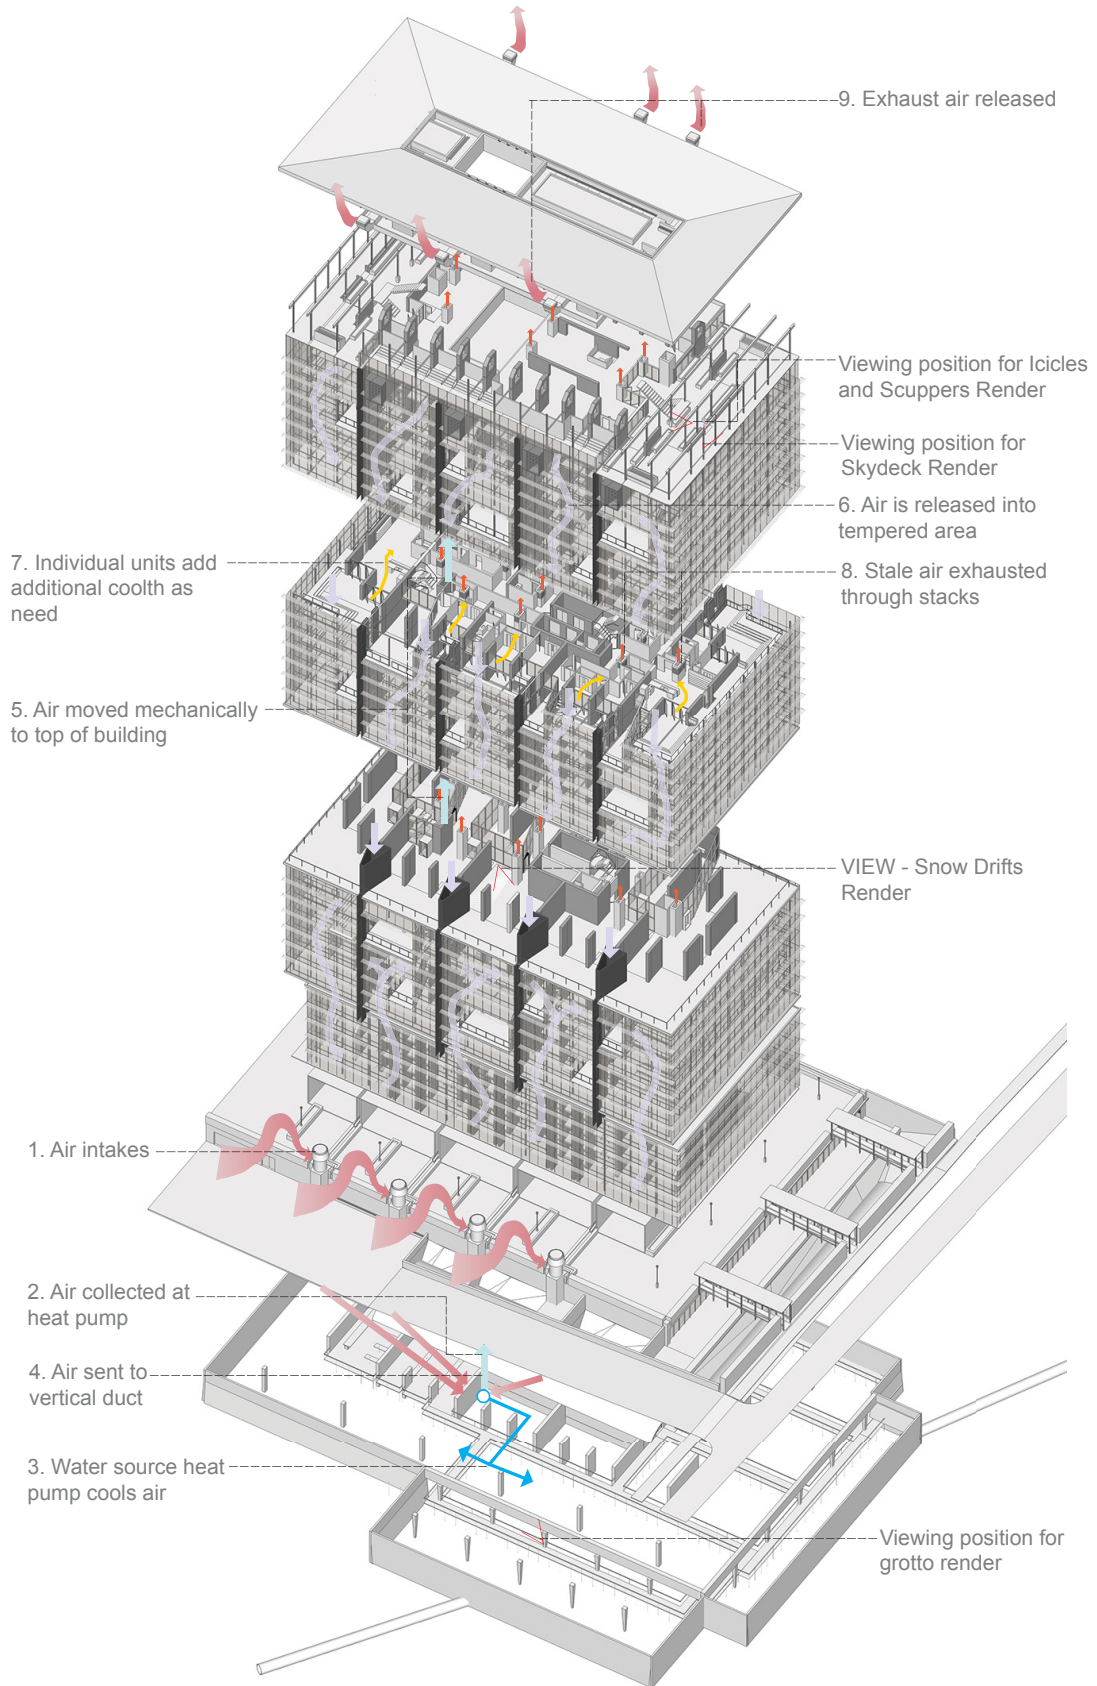 9. Exhaust air released
Viewing position for Icicles
and Scuppers Render
Viewing position for
Skydeck Render
6. Air is released into
tempered area
7. Individual units add
additional coolth as
need
8. Stale air exhausted
through stacks
5. Air moved mechanically
to top of building
VIEW - Snow Drifts
Render
1. Air intakes
2. Air collected at
heat pump
4. Air sent to
vertical duct
3. Water source heat
pump cools air
Viewing position for
grotto render